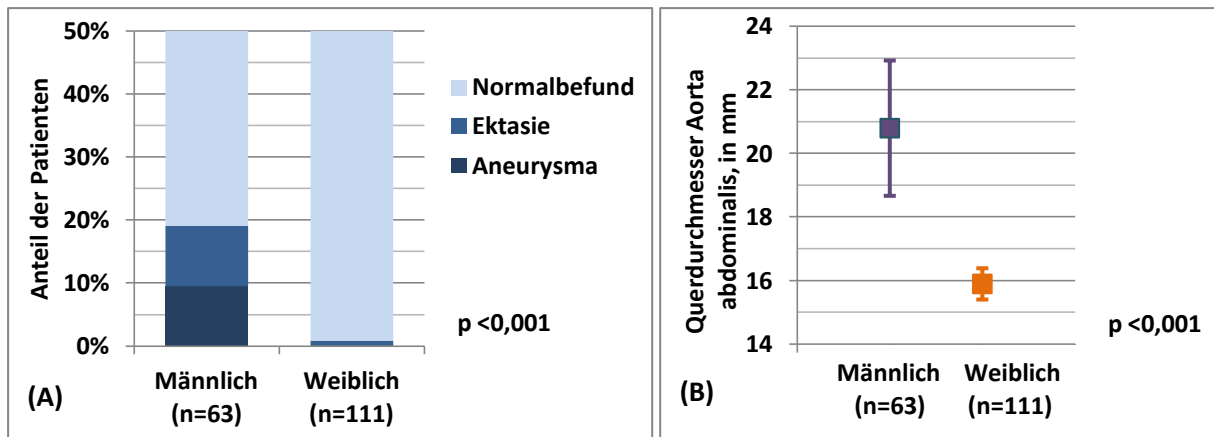 50%
40%
30%
20%
10%
0%
Anteil der Patienten
Normalbefund
Ektasie
Aneurysma
p <0,001
Männlich
(n=63)
Weiblich
(n=111)
(A)
24
22
20
18
16
14
Querdurchmesser Aorta
abdominalis, in mm
p <0,001
Männlich
(n=63)
Weiblich
(n=111)
(B)